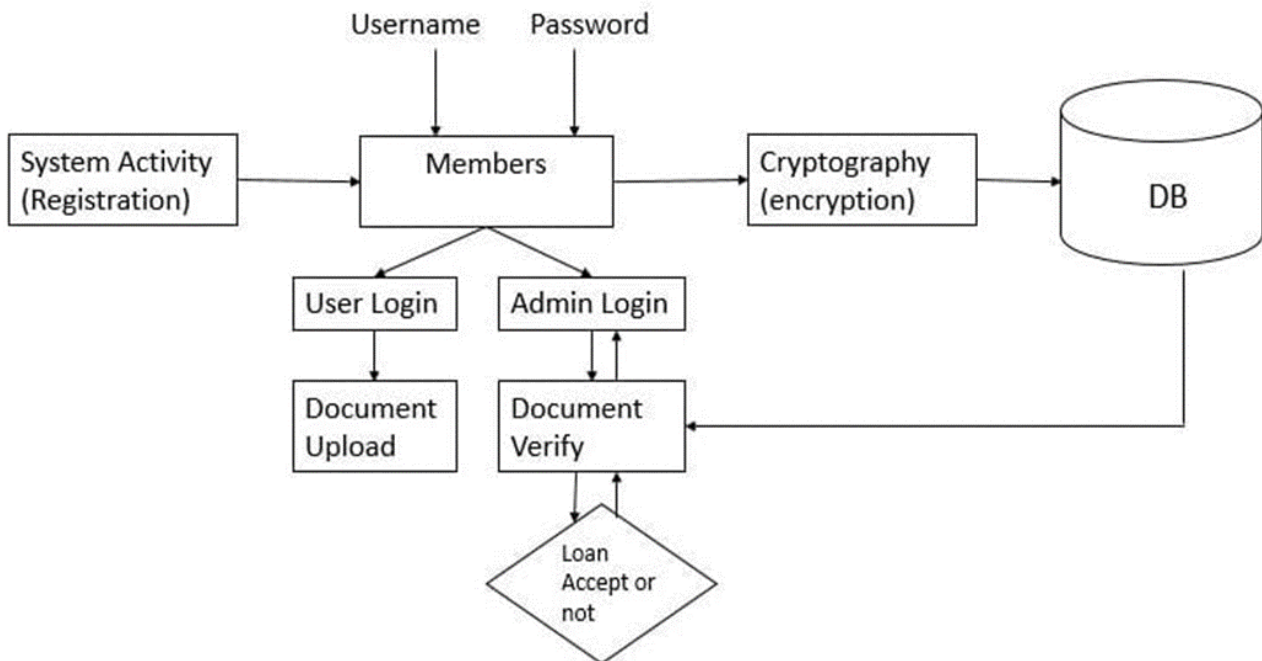 Username
Password
System Activity
(Registration)
Members
Cryptography
(encryption)
DB
User Login
Admin Login
Document
Upload
Document
Verify
Loan
Accept or
not